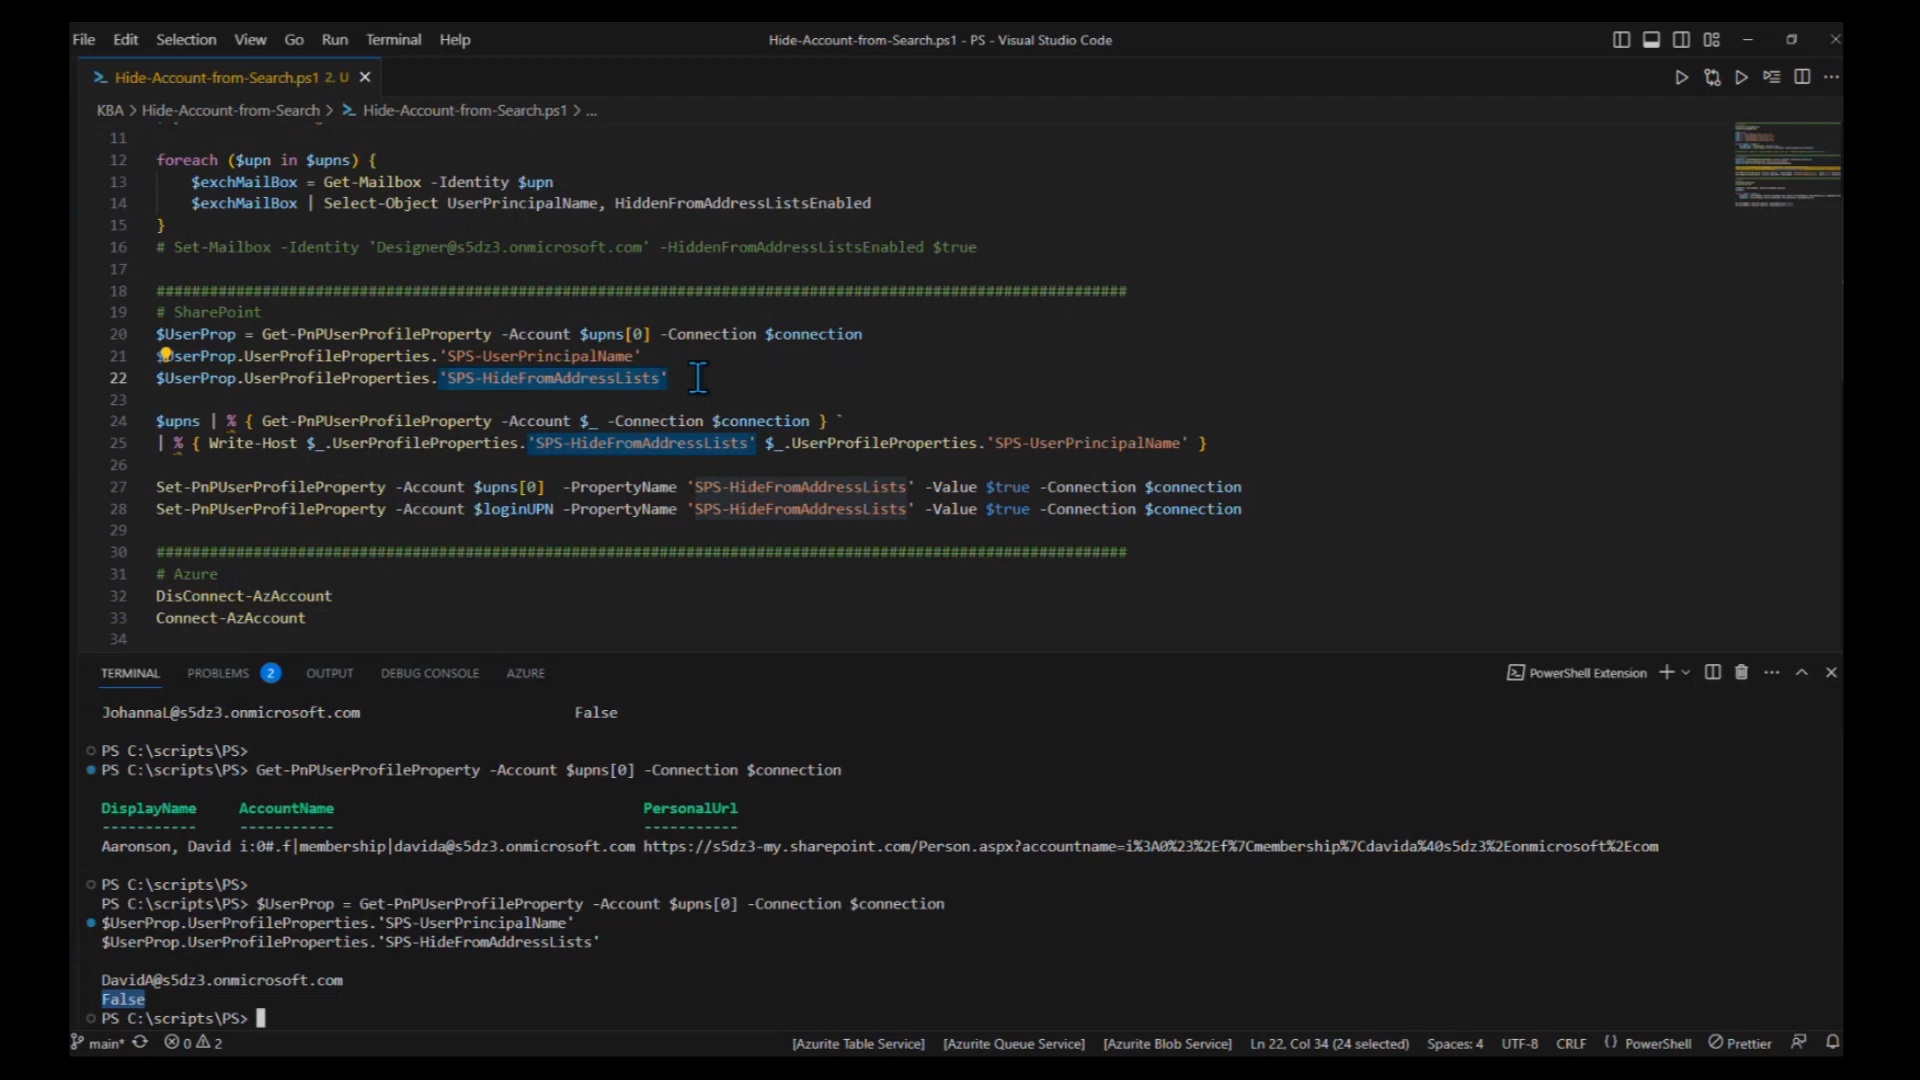 File Edit Selection View Go Run Terminal Help Hide-Account-from-Search.ps1 - PS - Visual Studio Code
Hide-Account-from-Search.ps1 2, U
KBA > Hide-Account-from-Search > Hide-Account-from-Search.ps1 > ...
11
12 foreach ($upn in $upns) {
13 $exchMailBox = Get-Mailbox -Identity $upn
14 $exchMailBox | Select-Object UserPrincipalName, HiddenFromAddressListsEnabled
15 }
16 # Set-Mailbox -Identity 'Designer@s5dz3.onmicrosoft.com' -HiddenFromAddressListsEnabled $true
17
18 ##############################################################################################################
19 # SharePoint
20 $UserProp = Get-PnPUserProfileProperty -Account $upns[0] -Connection $connection
21 $UserProp.UserProfileProperties.'SPS-UserPrincipalName'
22 $UserProp.UserProfileProperties.'SPS-HideFromAddressLists'
23
24 $upns | % { Get-PnPUserProfileProperty -Account $_ -Connection $connection } `
25 | % { Write-Host $_.UserProfileProperties.'SPS-HideFromAddressLists' $_.UserProfileProperties.'SPS-UserPrincipalName' }
26
27 Set-PnPUserProfileProperty -Account $upns[0]  -PropertyName 'SPS-HideFromAddressLists' -Value $true -Connection $connection
28 Set-PnPUserProfileProperty -Account $loginUPN -PropertyName 'SPS-HideFromAddressLists' -Value $true -Connection $connection
29
30 ##############################################################################################################
31 # Azure
32 DisConnect-AzAccount
33 Connect-AzAccount
34
TERMINAL PROBLEMS 2 OUTPUT DEBUG CONSOLE AZURE PowerShell Extension
JohannaL@s5dz3.onmicrosoft.com False
PS C:\scripts\PS>
PS C:\scripts\PS> Get-PnPUserProfileProperty -Account $upns[0] -Connection $connection
DisplayName AccountName PersonalUrl
----------- ----------- -----------
Aaronson, David i:0#.f|membership|davida@s5dz3.onmicrosoft.com https://s5dz3-my.sharepoint.com/Person.aspx?accountname=i%3A0%23%2Ef%7Cmembership%7Cdavida%40s5dz3%2Eonmicrosoft%2Ecom
PS C:\scripts\PS>
PS C:\scripts\PS> $UserProp = Get-PnPUserProfileProperty -Account $upns[0] -Connection $connection
$UserProp.UserProfileProperties.'SPS-UserPrincipalName'
$UserProp.UserProfileProperties.'SPS-HideFromAddressLists'
DavidA@s5dz3.onmicrosoft.com
False
PS C:\scripts\PS>
main* 0 2 [Azurite Table Service] [Azurite Queue Service] [Azurite Blob Service] Ln 22, Col 34 (24 selected) Spaces: 4 UTF-8 CRLF {} PowerShell Prettier